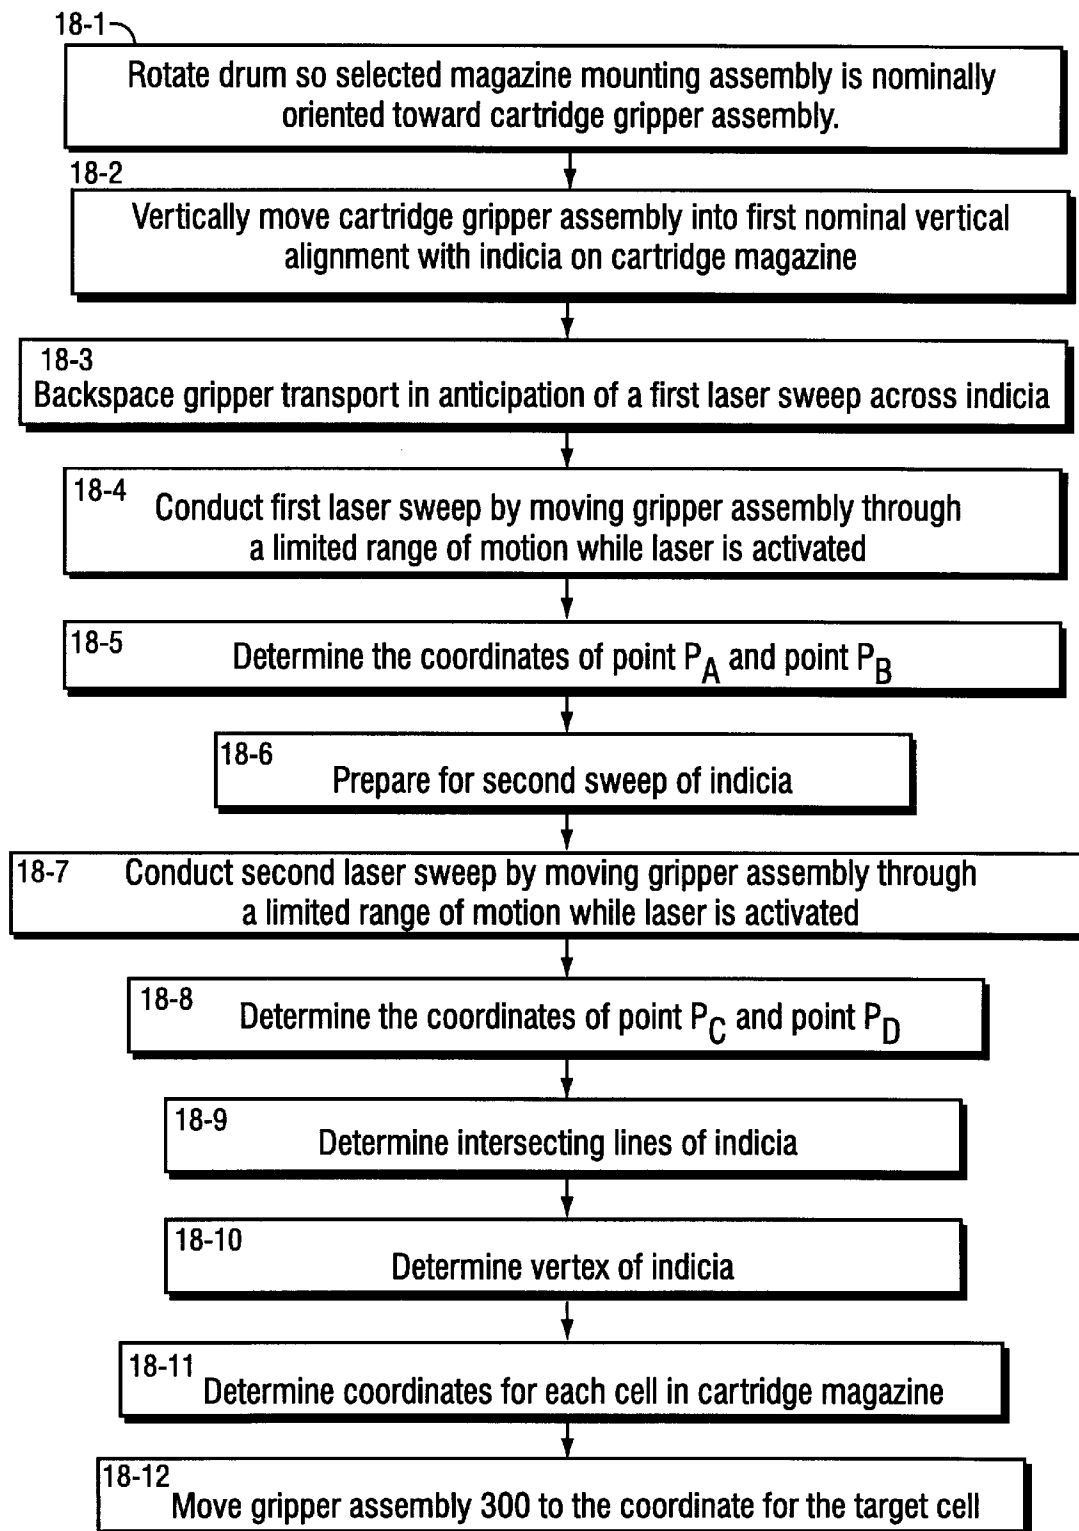 18-1
Rotate drum so selected magazine mounting assembly is nominally
oriented toward cartridge gripper assembly.
18-2
Vertically move cartridge gripper assembly into first nominal vertical
alignment with indicia on cartridge magazine
18-3
Backspace gripper transport in anticipation of a first laser sweep across indicia
18-4
Conduct first laser sweep by moving gripper assembly through
a limited range of motion while laser is activated
18-5
Determine the coordinates of point PA and point PB
18-6
Prepare for second sweep of indicia
18-7
Conduct second laser sweep by moving gripper assembly through
a limited range of motion while laser is activated
18-8
Determine the coordinates of point PC and point PD
18-9
Determine intersecting lines of indicia
18-10
Determine vertex of indicia
18-11
Determine coordinates for each cell in cartridge magazine
18-12
Move gripper assembly 300 to the coordinate for the target cell